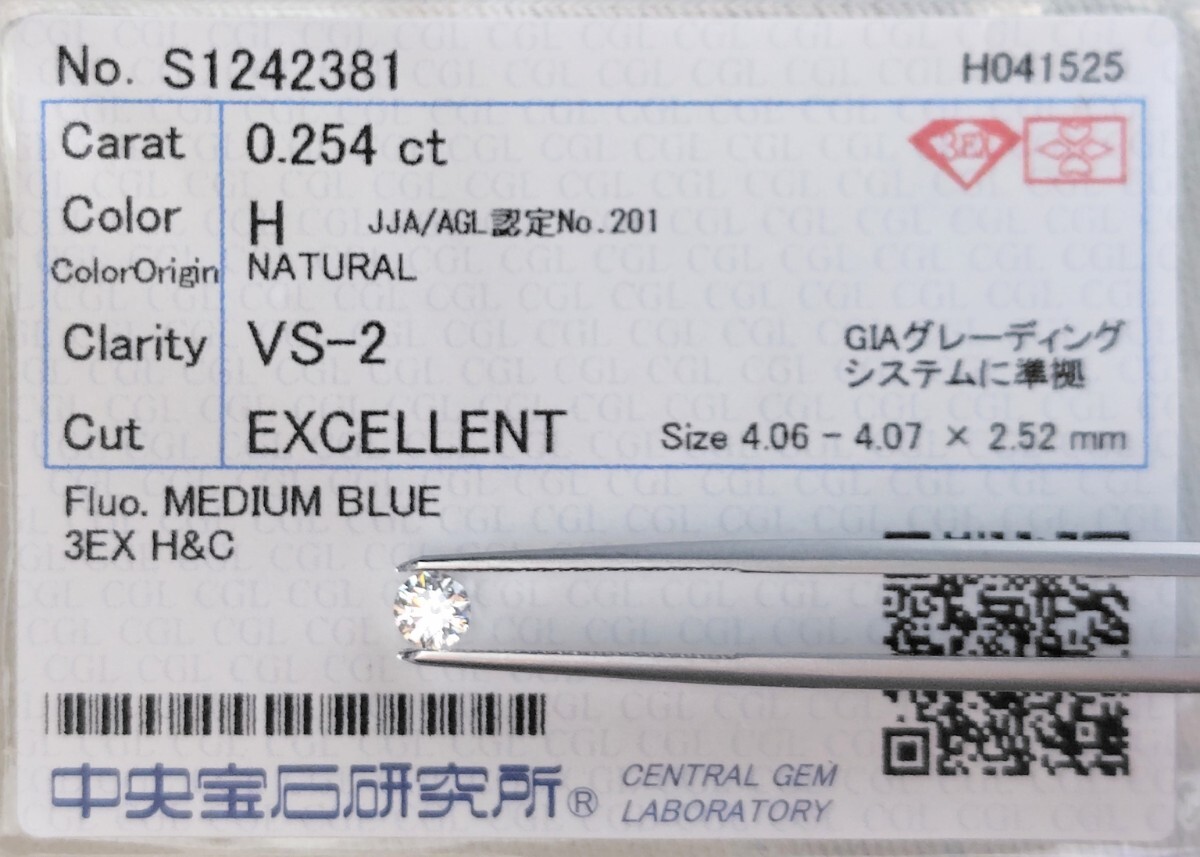 No. S1242381 H041525
Carat 0.254 ct 3EX
Color H JJA/AGL認定No.201
ColorOrigin NATURAL
Clarity VS-2 GIAグレーディング
システムに準拠
Cut EXCELLENT Size 4.06 - 4.07 × 2.52 mm
Fluo. MEDIUM BLUE
3EX H&C
中央宝石研究所® CENTRAL GEM
LABORATORY